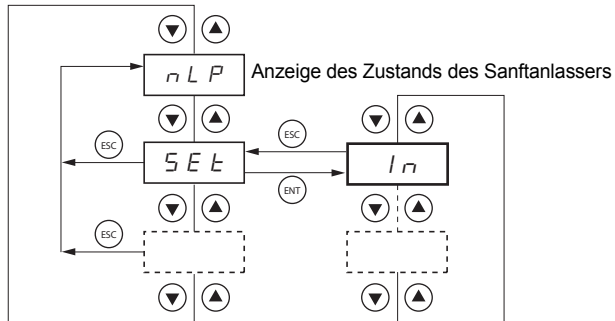 nLP Anzeige des Zustands des Sanftanlassers
ESC
ESC
SEt
In
ENT
ESC